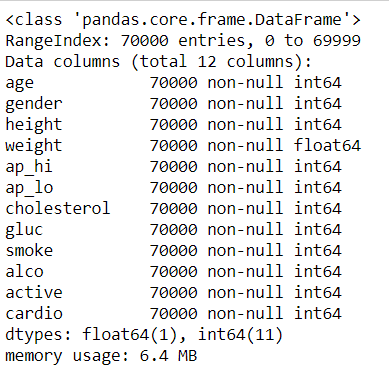 <class 'pandas.core.frame.DataFrame'>
RangeIndex: 70000 entries, 0 to 69999
Data columns (total 12 columns):
age            70000 non-null int64
gender         70000 non-null int64
height         70000 non-null int64
weight         70000 non-null float64
ap_hi          70000 non-null int64
ap_lo          70000 non-null int64
cholesterol    70000 non-null int64
gluc           70000 non-null int64
smoke          70000 non-null int64
alco           70000 non-null int64
active         70000 non-null int64
cardio         70000 non-null int64
dtypes: float64(1), int64(11)
memory usage: 6.4 MB